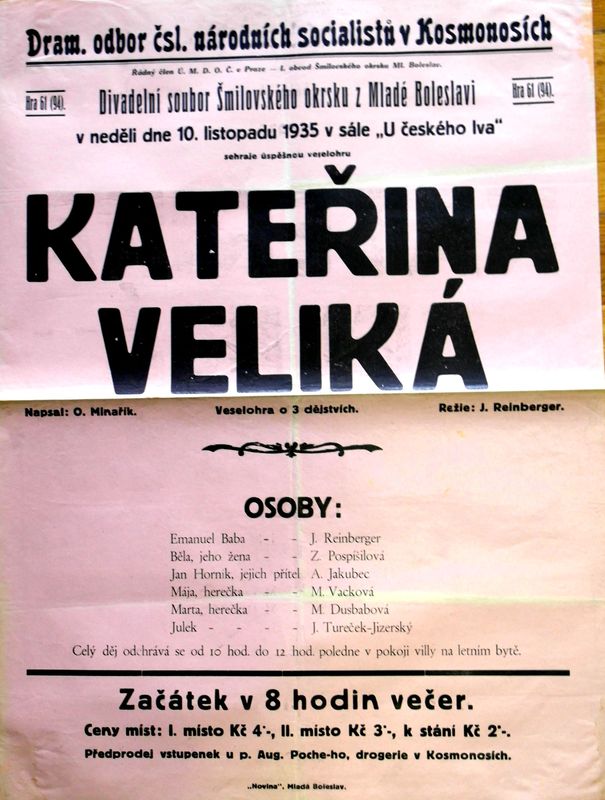 Dram. odbor čsl. národních socialistů v Kosmonosích
Řádný člen Ú. M. D. O. Č. v Praze — I. obvod Šmilovského okrsku Ml. Boleslav.
Hra 61 (94).
Divadelní soubor Šmilovského okrsku z Mladé Boleslavi
Hra 61 (94).
v neděli dne 10. listopadu 1935 v sále „U českého lva“
sehraje úspěšnou veselohru
KATEŘINA
VELIKÁ
Napsal: O. Minařík. Veselohra o 3 dějstvích. Režie: J. Reinberger.
OSOBY:
Emanuel Baba - - J. Reinberger
Běla, jeho žena - - Z. Pospíšilová
Jan Horník, jejich přítel A. Jakubec
Mája, herečka - - M. Vacková
Marta, herečka - - M. Dusbabová
Julek - - - - J. Tureček-Jizerský
Celý děj odehrává se od 10 hod. do 12 hod. poledne v pokoji villy na letním bytě.
Začátek v 8 hodin večer.
Ceny míst: I. místo Kč 4·-, II. místo Kč 3·-, k stání Kč 2·-.
Předprodej vstupenek u p. Aug. Poche-ho, drogerie v Kosmonosích.
„Novina“, Mladá Boleslav.